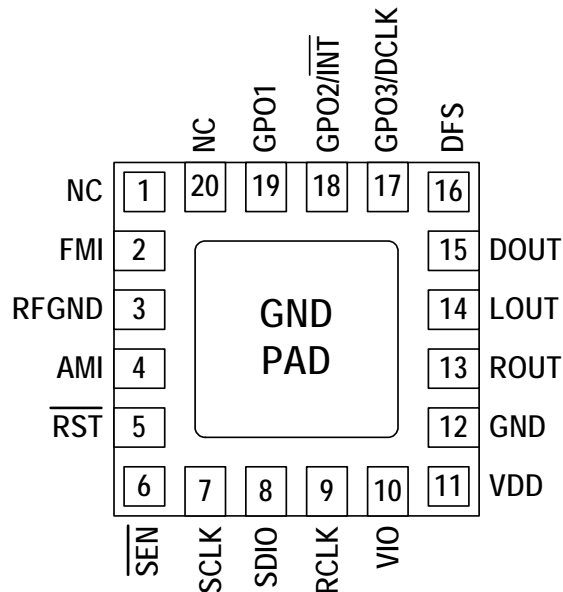 NC
GPO1
GPO2/INT
GPO3/DCLK
DFS
NC 1 20 19 18 17 16
FMI 2 15 DOUT
RFGND 3 14 LOUT
AMI 4 13 ROUT
RST 5 12 GND
6 7 8 9 10 11 VDD
GND
PAD
SEN
SCLK
SDIO
RCLK
VIO